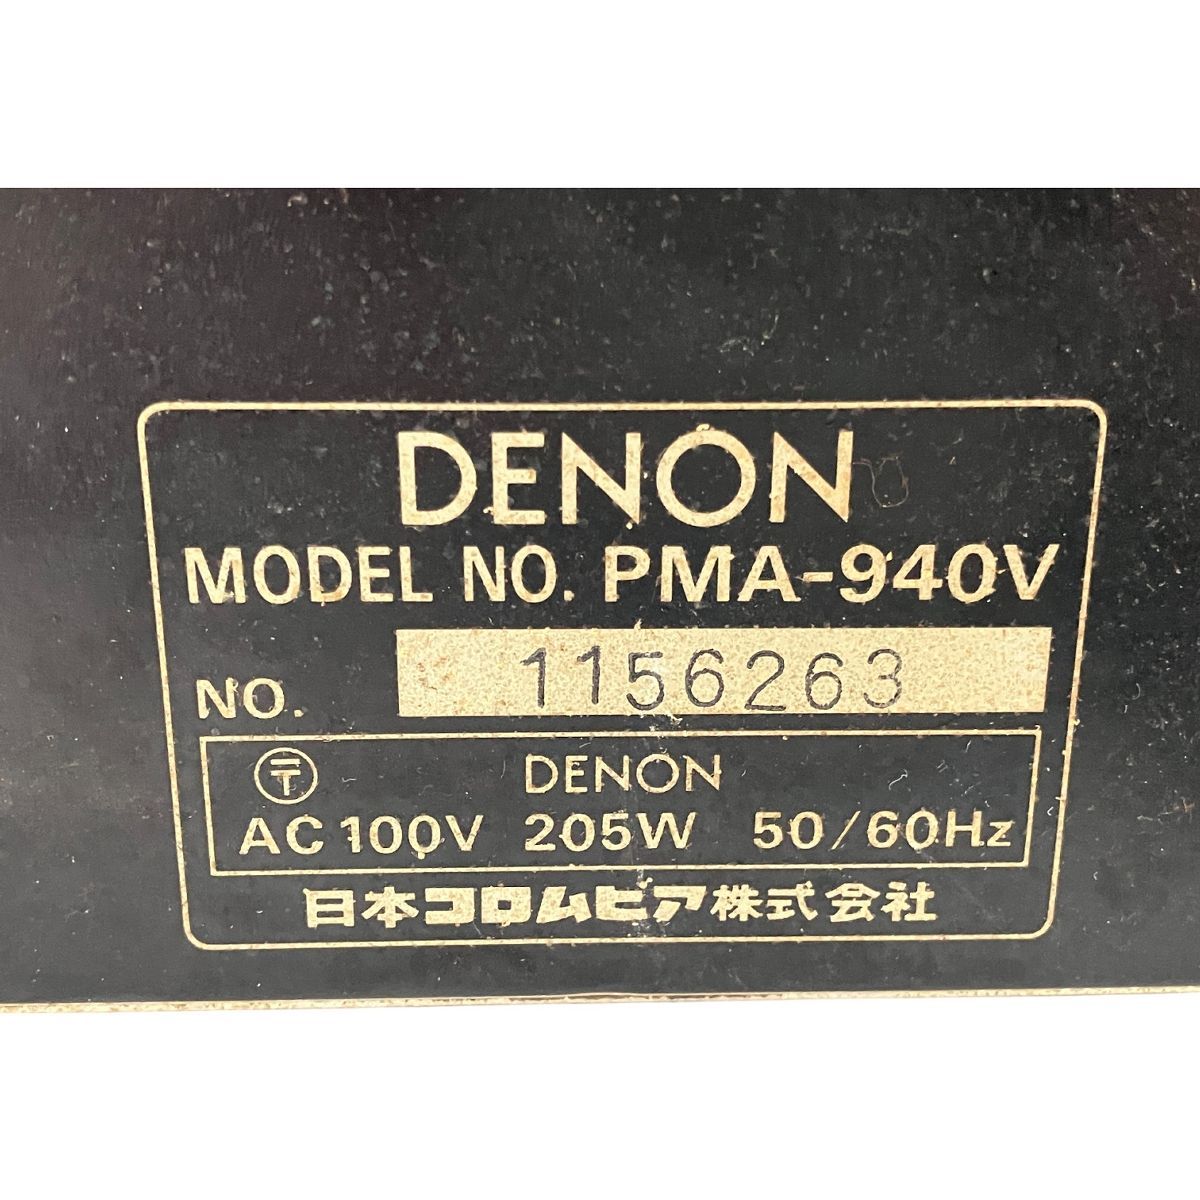 DENON
MODEL NO. PMA-940V
NO. 1156263
〒 DENON
AC 100V 205W 50/60Hz
日本コロムビア株式会社